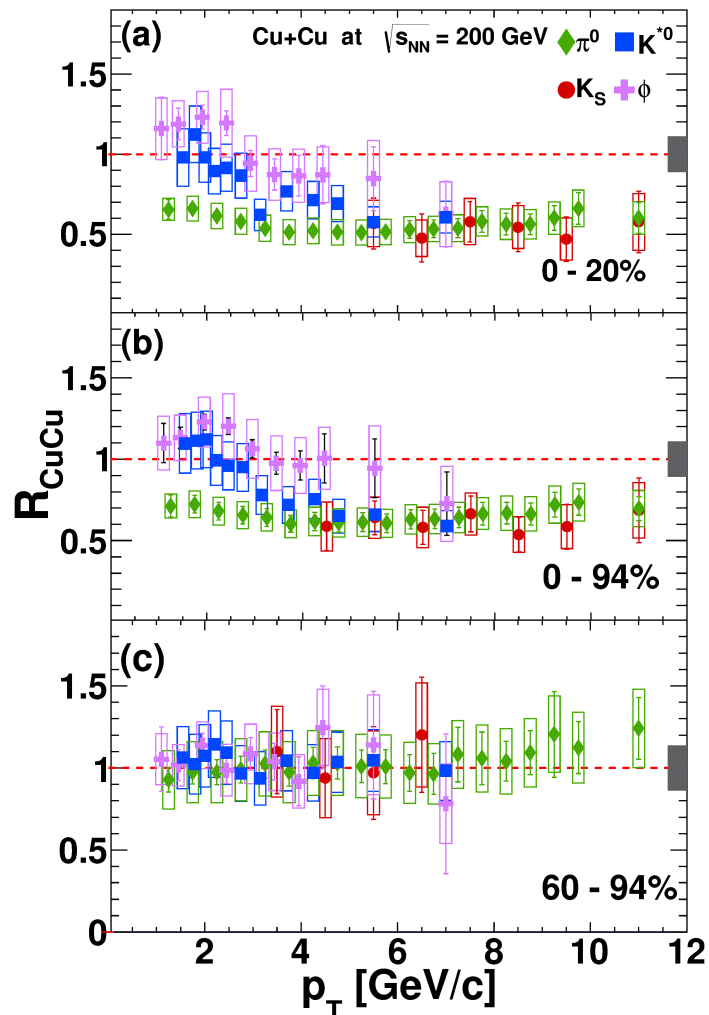 (a) Cu+Cu at √sNN = 200 GeV π⁰ K*⁰
KS ϕ
1.5
1
0.5
0 - 20%
(b)
1.5
1
0.5
0 - 94%
RCuCu
(c)
1.5
1
0.5
60 - 94%
0
2 4 6 8 10 12
pT [GeV/c]